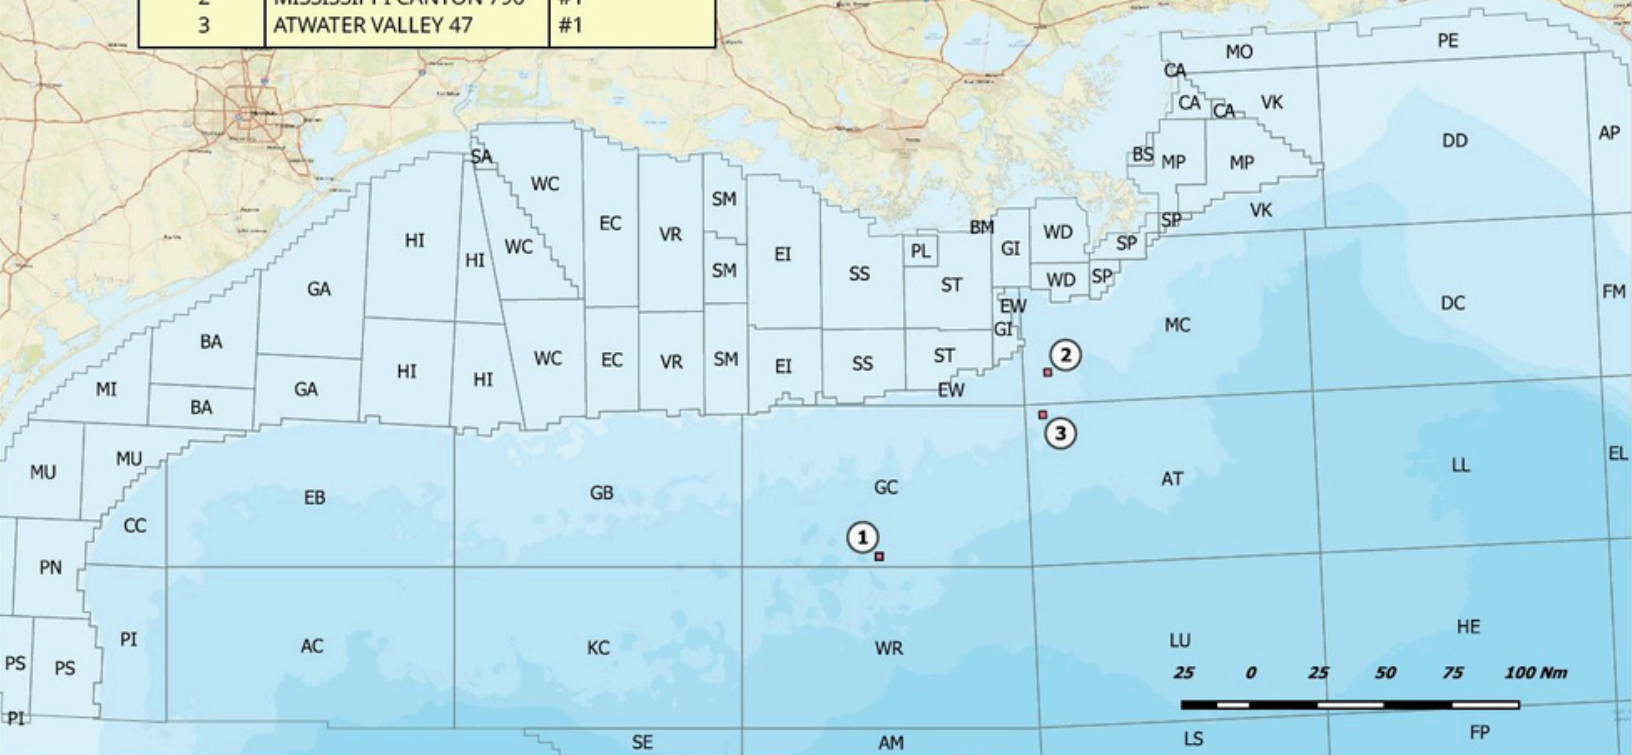 3 ATWATER VALLEY 47 #1
MO PE
CA
CA CA VK
AP
DD
BS MP MP
SA
WC
SM
VK
SP
EC
BM
WD
VR
HI
WC
GI
SP
PL
EI
HI
SS
SM
WD SP
ST
GA
FM
DC
EW
MC
GI
BA
2
ST
WC EC VR SM
SS
EI
HI
HI
MI
GA
EW
BA
3
MU
MU
EL
LL
AT
GC
GB
EB
CC
1
PN
HE
PI
LU
AC KC WR
PS PS
25 0 25 50 75 100 Nm
PI
FP
LS
SE AM